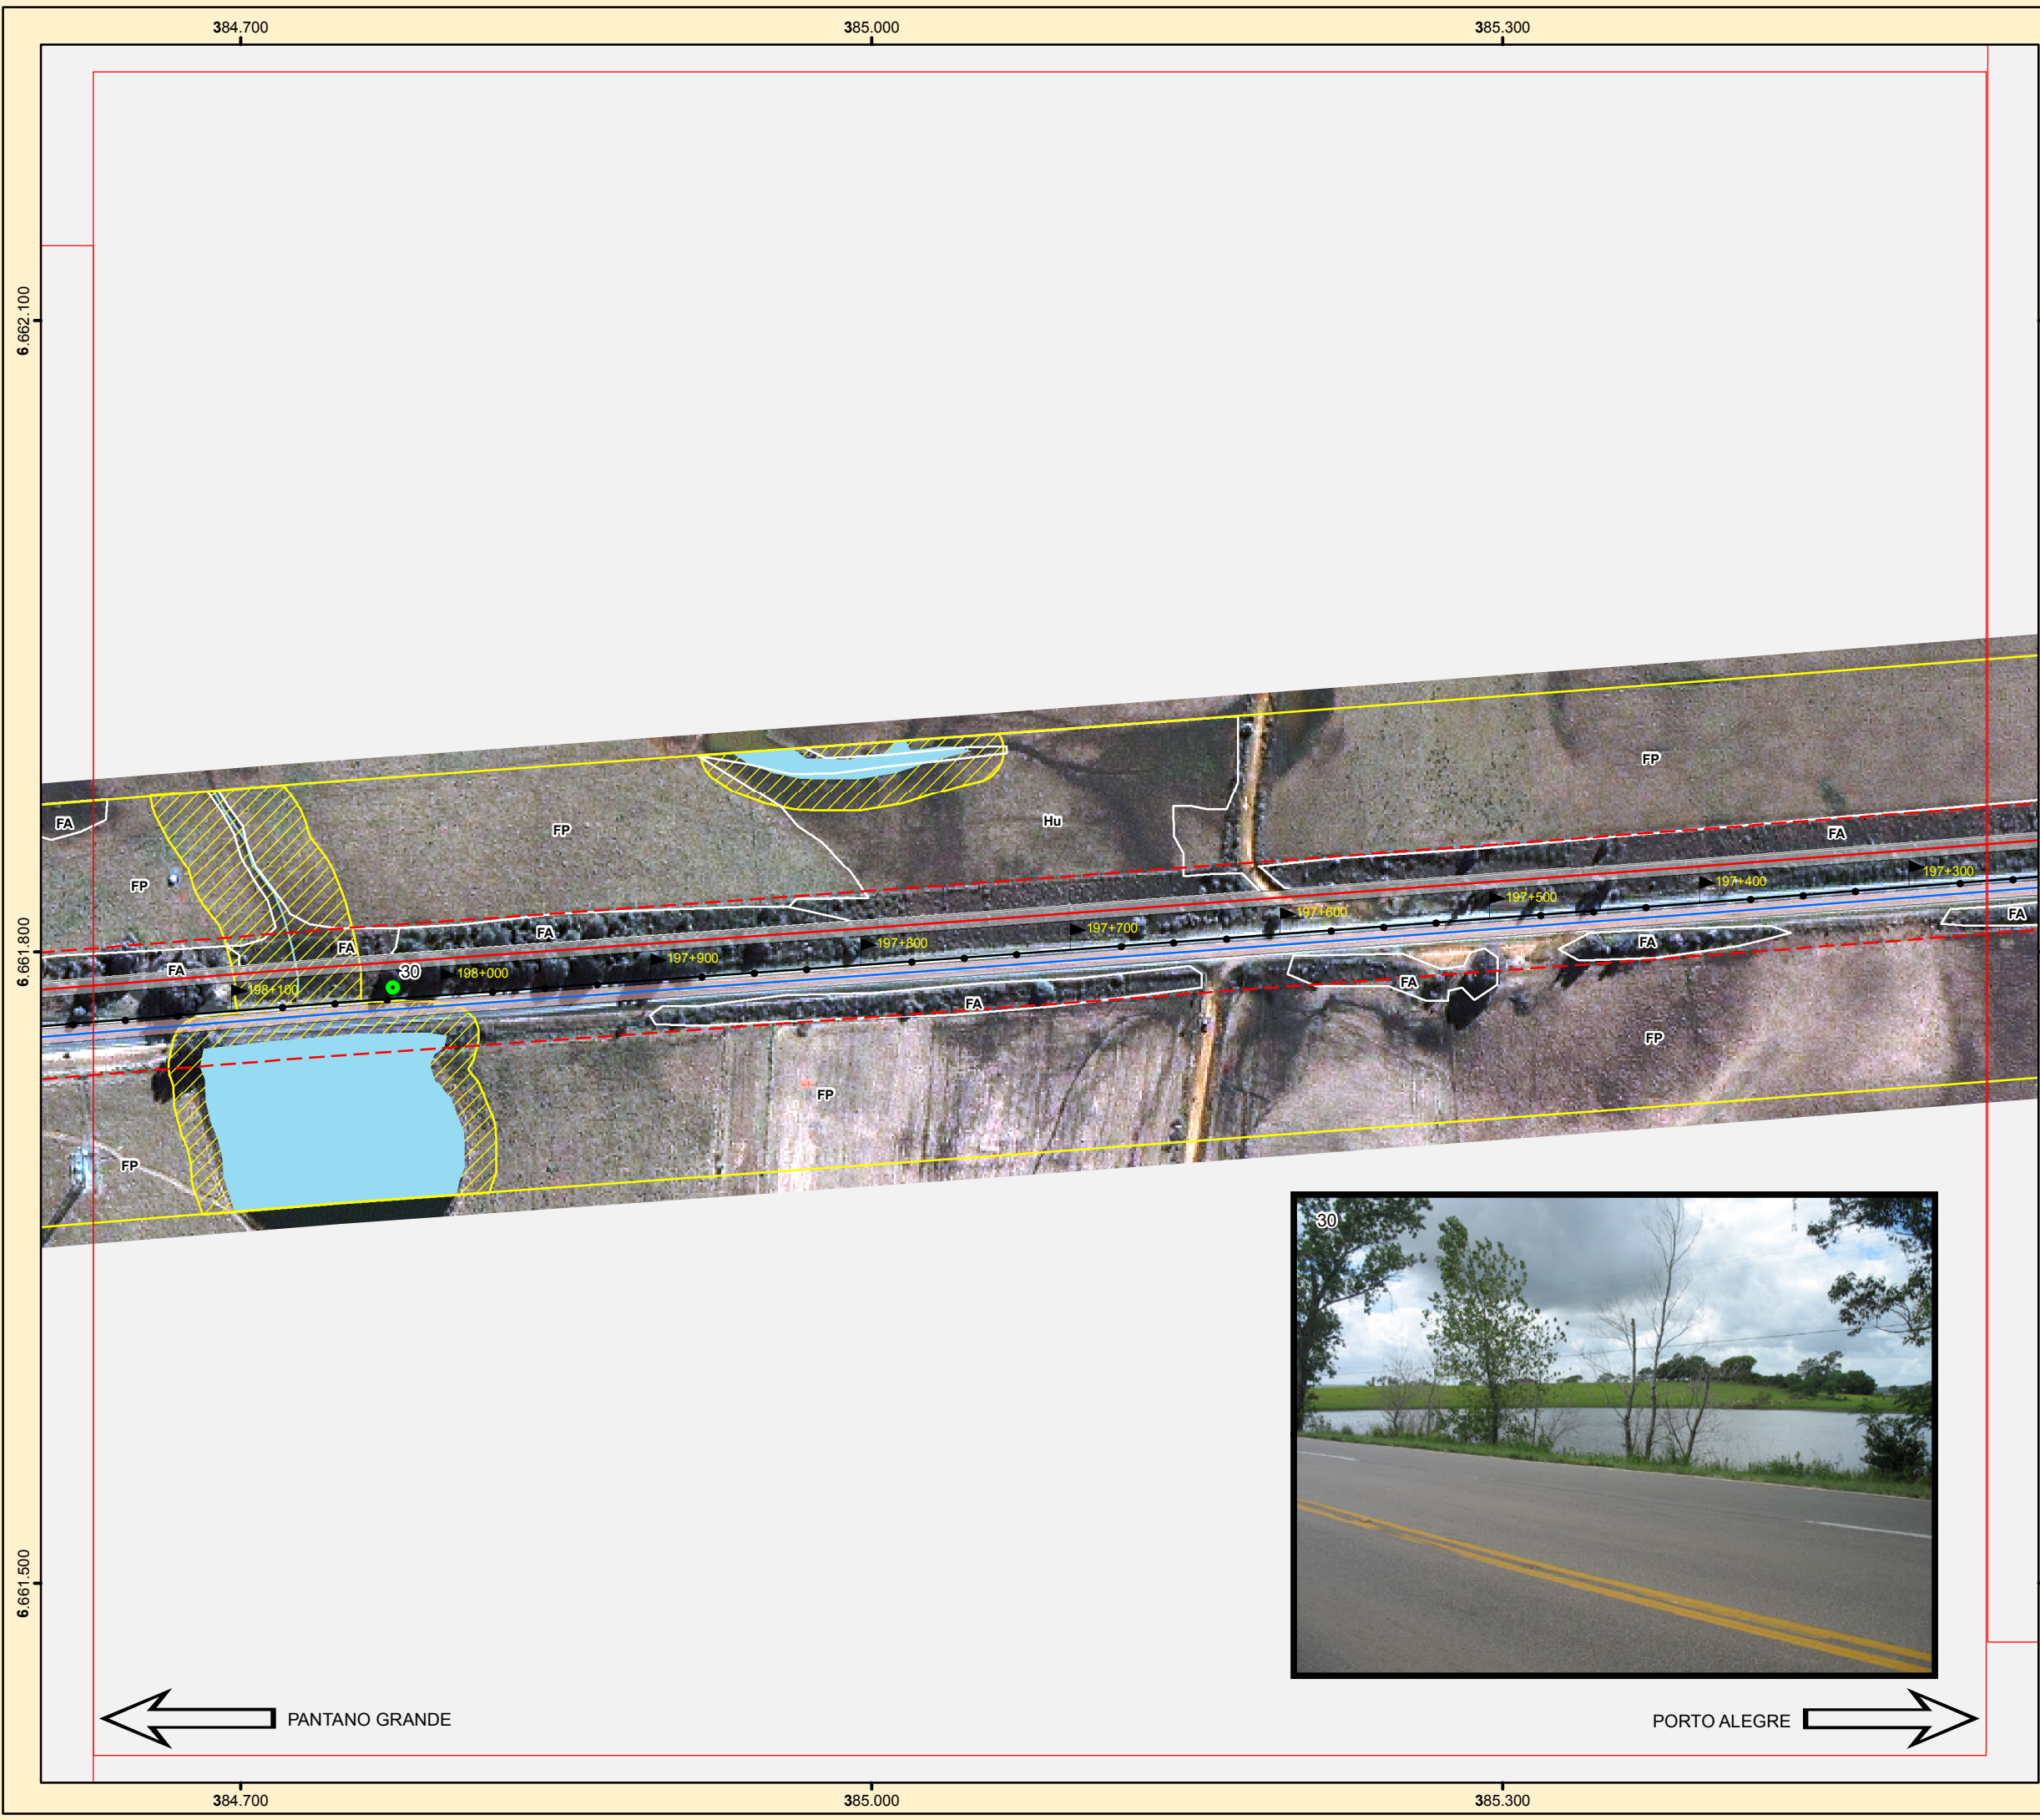 384.700
385.000
385.300
6.662.100
6.661.800
6.661.500
FP
Hu
FP
FA
FA
FP
FA
FA
FA
30
198+100
198+000
197+900
197+800
197+700
197+600
197+500
197+400
197+300
FA
FA
FA
FA
FP
FP
FP
30
PANTANO GRANDE
PORTO ALEGRE
384.700
385.000
385.300